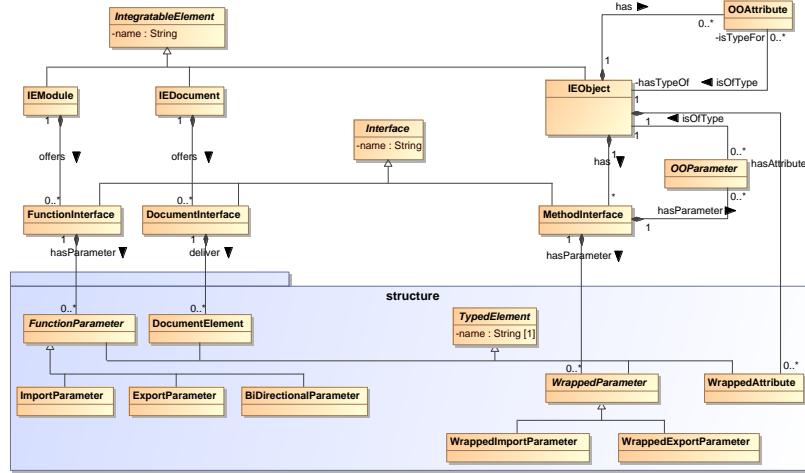 has
OOAttribute
IntegratableElement
-name : String
0..*
-isTypeFor 0..*
1
IEModule
IEDocument
IEObject
-hasTypeOf
isOfType
1
1
1
1
1
isOfType
Interface
-name : String
1
offers
offers
has
0..*
OOParameter
hasAttribute
0..*
0..*
*
0..*
FunctionInterface
DocumentInterface
MethodInterface
hasParameter
1
1
1
1
hasParameter
deliver
hasParameter
structure
0..*
0..*
FunctionParameter
DocumentElement
TypedElement
-name : String [1]
0..*
0..*
ImportParameter
ExportParameter
BiDirectionalParameter
WrappedParameter
WrappedAttribute
WrappedImportParameter
WrappedExportParameter